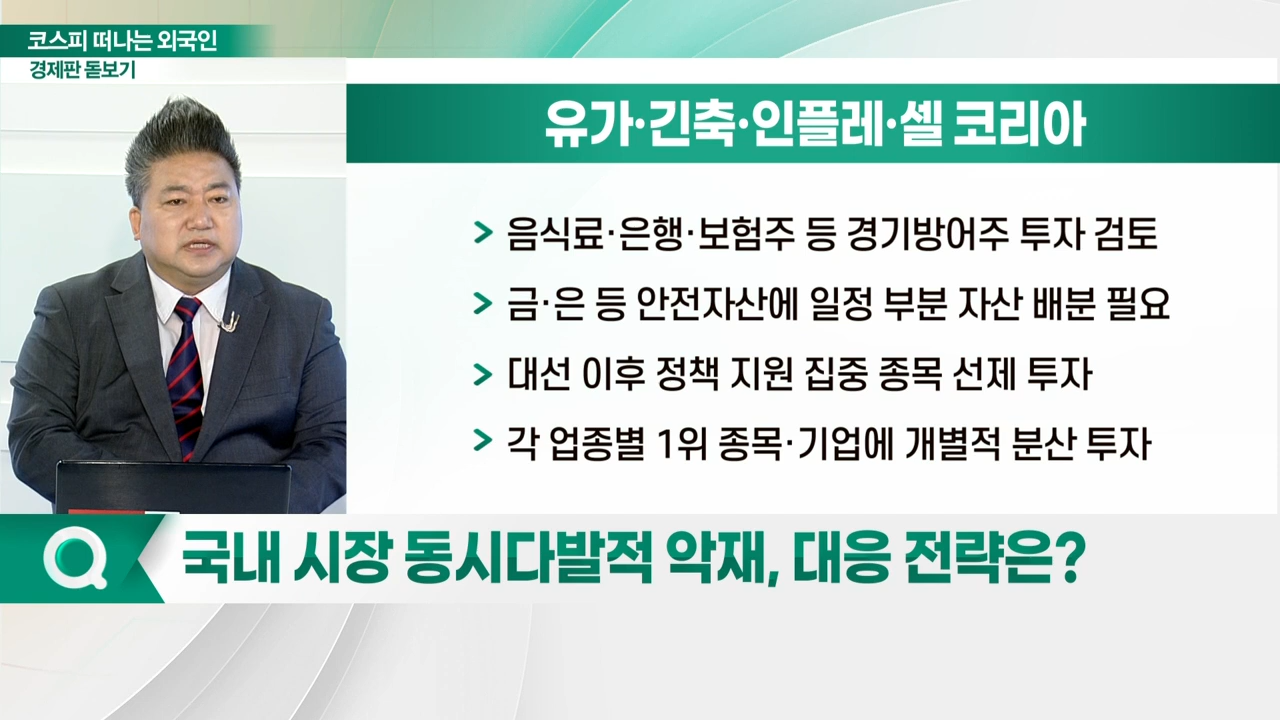 코스피 떠나는 외국인
경제판 돋보기
유가·긴축·인플레·셀 코리아
> 음식료·은행·보험주 등 경기방어주 투자 검토
> 금·은 등 안전자산에 일정 부분 자산 배분 필요
> 대선 이후 정책 지원 집중 종목 선제 투자
> 각 업종별 1위 종목·기업에 개별적 분산 투자
Q 국내 시장 동시다발적 악재, 대응 전략은?